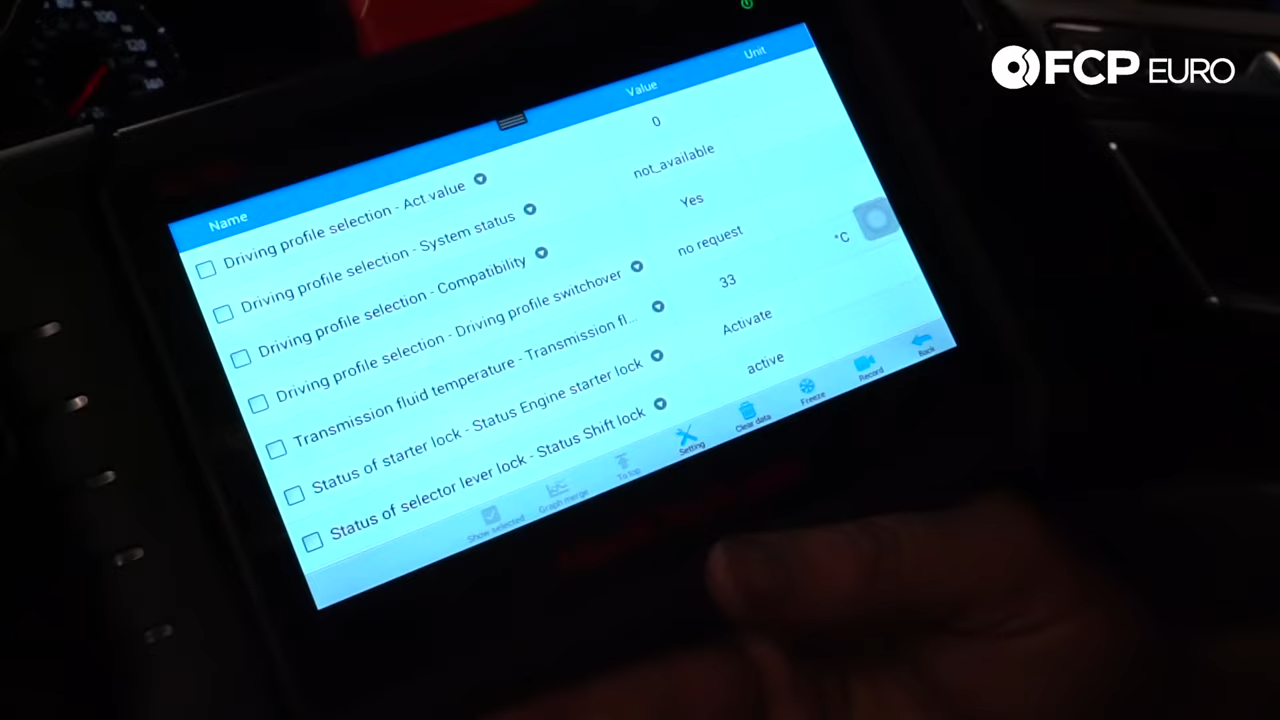 FCP EURO
Name Value Unit
Driving profile selection - Act value 0
Driving profile selection - System status not_available
Driving profile selection - Compatibility Yes
Driving profile selection - Driving profile switchover no request
Transmission fluid temperature - Transmission fl... 33 °C
Status of starter lock - Status Engine starter lock Activate
Status of selector lever lock - Status Shift lock active
Show selected Graph merge To top Setting Clear data Freeze Record Back
100
120